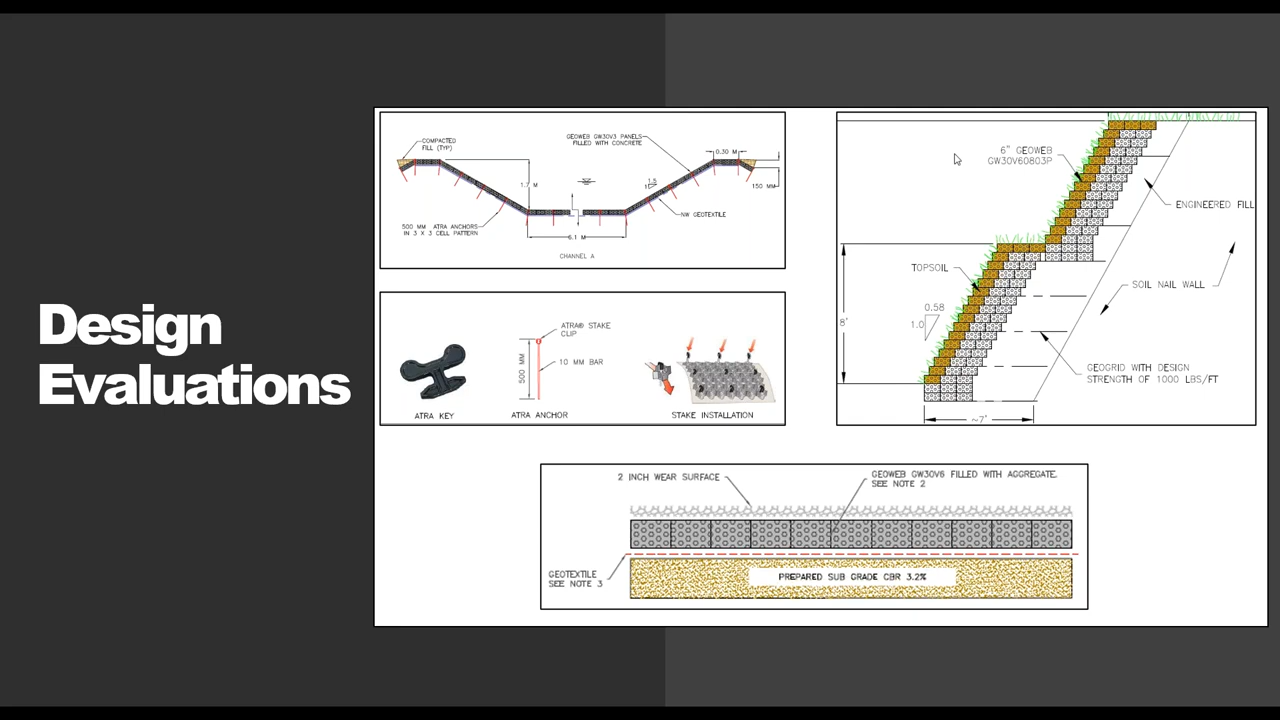 Design
Evaluations
COMPACTED
FILL (TYP)
GEOWEB GW30V3 PANELS
FILLED WITH CONCRETE
0.30 M
1.7 M
1.5
1
150 MM
500 MM ATRA ANCHORS
IN 3 X 3 CELL PATTERN
NW GEOTEXTILE
6.1 M
CHANNEL A
ATRA® STAKE
CLIP
500 MM
10 MM BAR
ATRA KEY
ATRA ANCHOR
STAKE INSTALLATION
6" GEOWEB
GW30V60803P
ENGINEERED FILL
TOPSOIL
SOIL NAIL WALL
0.58
1.0
8'
GEOGRID WITH DESIGN
STRENGTH OF 1000 LBS/FT
~7'
2 INCH WEAR SURFACE
GEOWEB GW30V6 FILLED WITH AGGREGATE.
SEE NOTE 2
GEOTEXTILE
SEE NOTE 3
PREPARED SUB GRADE CBR 3.2%